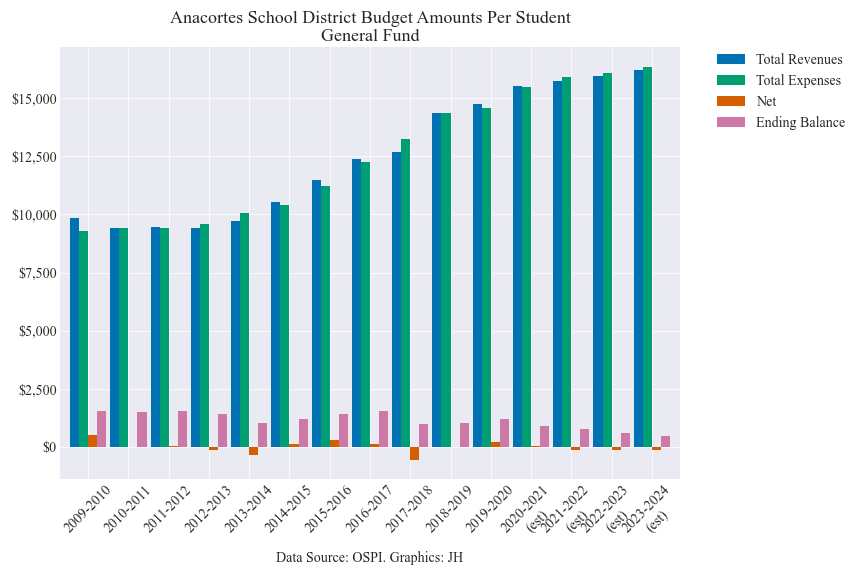 Anacortes School District Budget Amounts Per Student
General Fund
Total Revenues
Total Expenses
Net
Ending Balance
$15,000
$12,500
$10,000
$7,500
$5,000
$2,500
$0
2009-2010
2010-2011
2011-2012
2012-2013
2013-2014
2014-2015
2015-2016
2016-2017
2017-2018
2018-2019
2019-2020
2020-2021
(est)
2021-2022
(est)
2022-2023
(est)
2023-2024
(est)
Data Source: OSPI. Graphics: JH